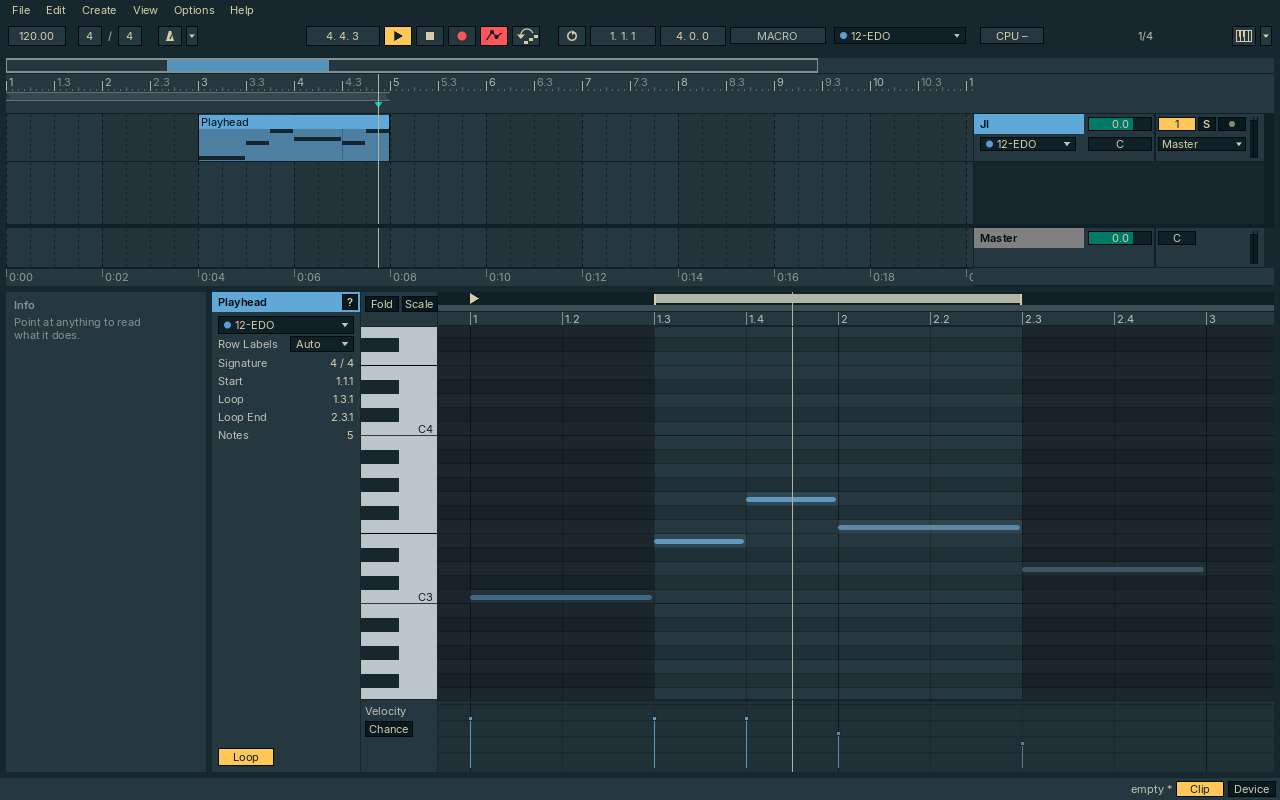 File Edit Create View Options Help
120.00 4 / 4 4. 4. 3 1. 1. 1 4. 0. 0 MACRO 12-EDO CPU – 1/4
1 1.3 2 2.3 3 3.3 4 4.3 5 5.3 6 6.3 7 7.3 8 8.3 9 9.3 10 10.3 1
Playhead
JI 0.0 1 S
12-EDO C Master
Master 0.0 C
0:00 0:02 0:04 0:06 0:08 0:10 0:12 0:14 0:16 0:18
Info
Point at anything to read
what it does.
Playhead ?
12-EDO
Row Labels Auto
Signature 4 / 4
Start 1.1.1
Loop 1.3.1
Loop End 2.3.1
Notes 5
Loop
Fold Scale
1 1.2 1.3 1.4 2 2.2 2.3 2.4 3
C4
C3
Velocity
Chance
empty * Clip Device